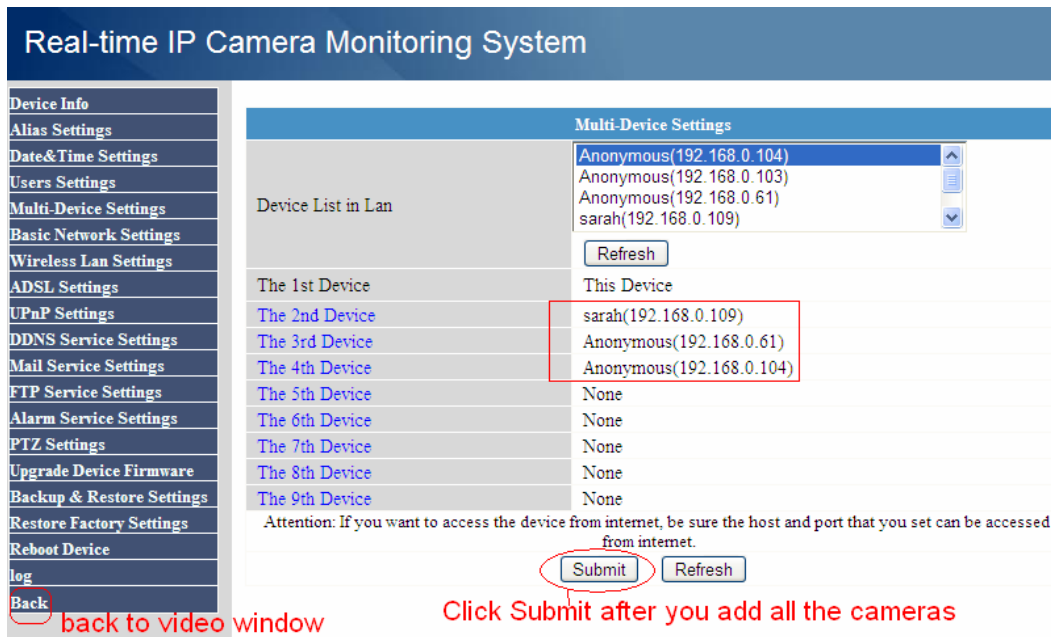 Real-time IP Camera Monitoring System
Device Info
Alias Settings
Date&Time Settings
Users Settings
Multi-Device Settings
Basic Network Settings
Wireless Lan Settings
ADSL Settings
UPnP Settings
DDNS Service Settings
Mail Service Settings
FTP Service Settings
Alarm Service Settings
PTZ Settings
Upgrade Device Firmware
Backup & Restore Settings
Restore Factory Settings
Reboot Device
log
Back
back to video window
Multi-Device Settings
Device List in Lan
Anonymous(192.168.0.104)
Anonymous(192.168.0.103)
Anonymous(192.168.0.61)
sarah(192.168.0.109)
Refresh
The 1st Device This Device
The 2nd Device sarah(192.168.0.109)
The 3rd Device Anonymous(192.168.0.61)
The 4th Device Anonymous(192.168.0.104)
The 5th Device None
The 6th Device None
The 7th Device None
The 8th Device None
The 9th Device None
Attention: If you want to access the device from internet, be sure the host and port that you set can be accessed
from internet.
Submit Refresh
Click Submit after you add all the cameras